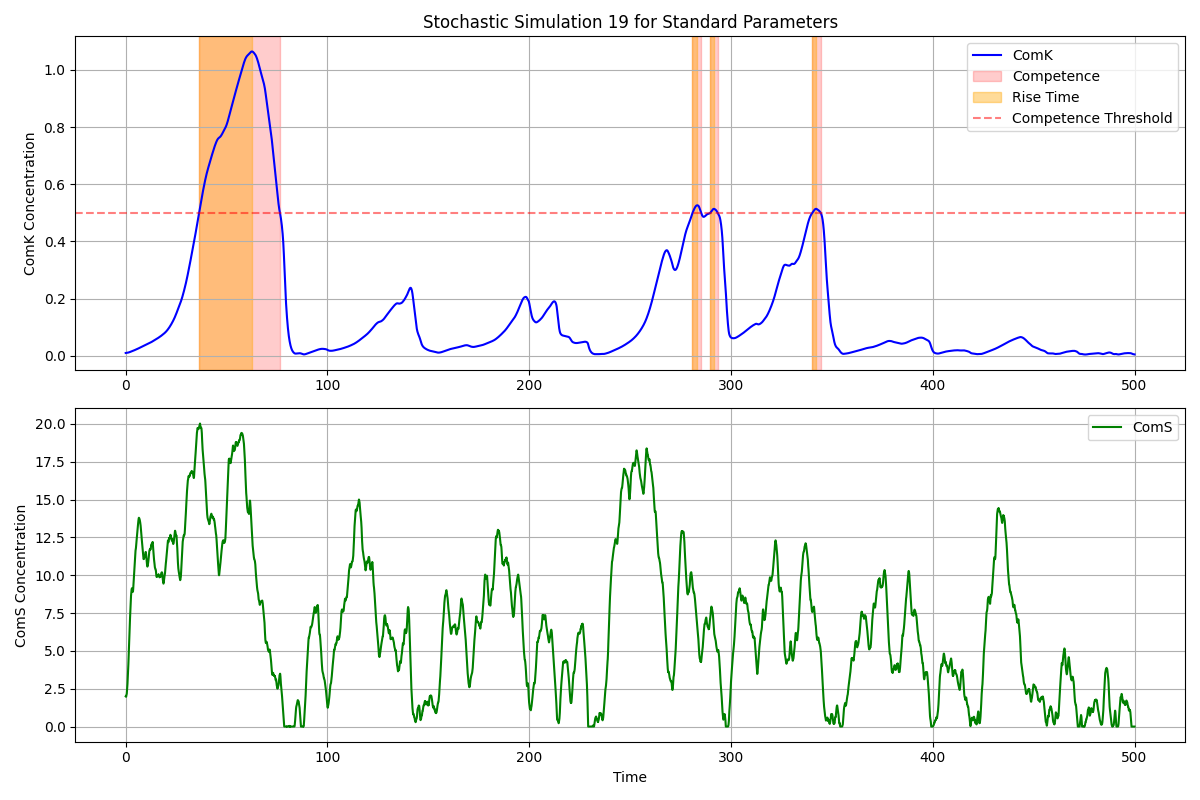 Stochastic Simulation 19 for Standard Parameters
ComK Concentration
1.0
0.8
0.6
0.4
0.2
0.0
0 100 200 300 400 500
ComK
Competence
Rise Time
Competence Threshold
ComS Concentration
20.0
17.5
15.0
12.5
10.0
7.5
5.0
2.5
0.0
ComS
0 100 200 300 400 500
Time